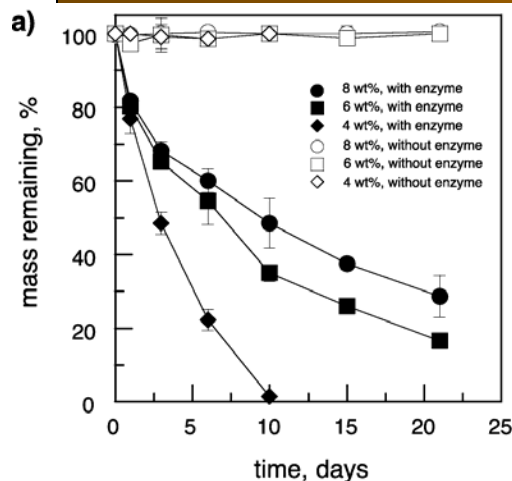 a)
mass remaining, %
100
80
60
40
20
0
8 wt%, with enzyme
6 wt%, with enzyme
4 wt%, with enzyme
8 wt%, without enzyme
6 wt%, without enzyme
4 wt%, without enzyme
0 5 10 15 20 25
time, days